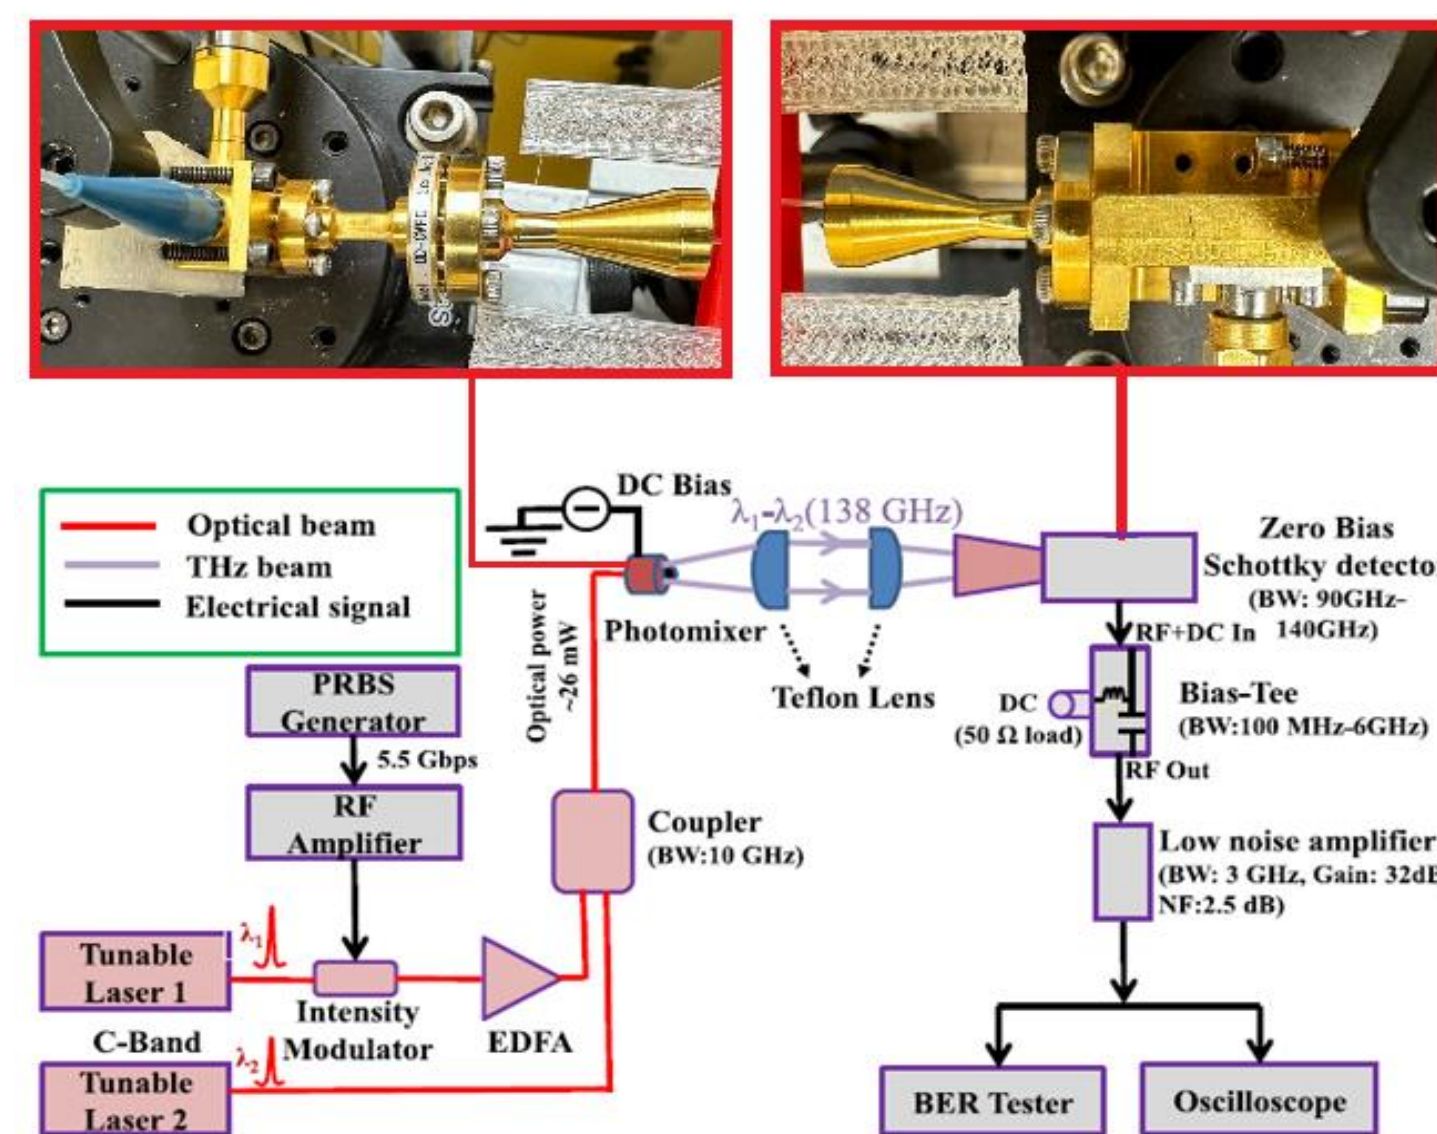 DC Bias
λ₁-λ₂(138 GHz)
Optical beam
THz beam
Electrical signal
Zero Bias
Schottky detecto
(BW: 90GHz-
140GHz)
Photomixer
Optical power
~26 mW
Teflon Lens
RF+DC In
DC
(50 Ω load)
Bias-Tee
(BW:100 MHz-6GHz)
RF Out
PRBS
Generator
5.5 Gbps
RF
Amplifier
Coupler
(BW:10 GHz)
Low noise amplifier
(BW: 3 GHz, Gain: 32dB
NF:2.5 dB)
λ₁
Tunable
Laser 1
Intensity
Modulator
EDFA
C-Band
λ₂
Tunable
Laser 2
BER Tester
Oscilloscope